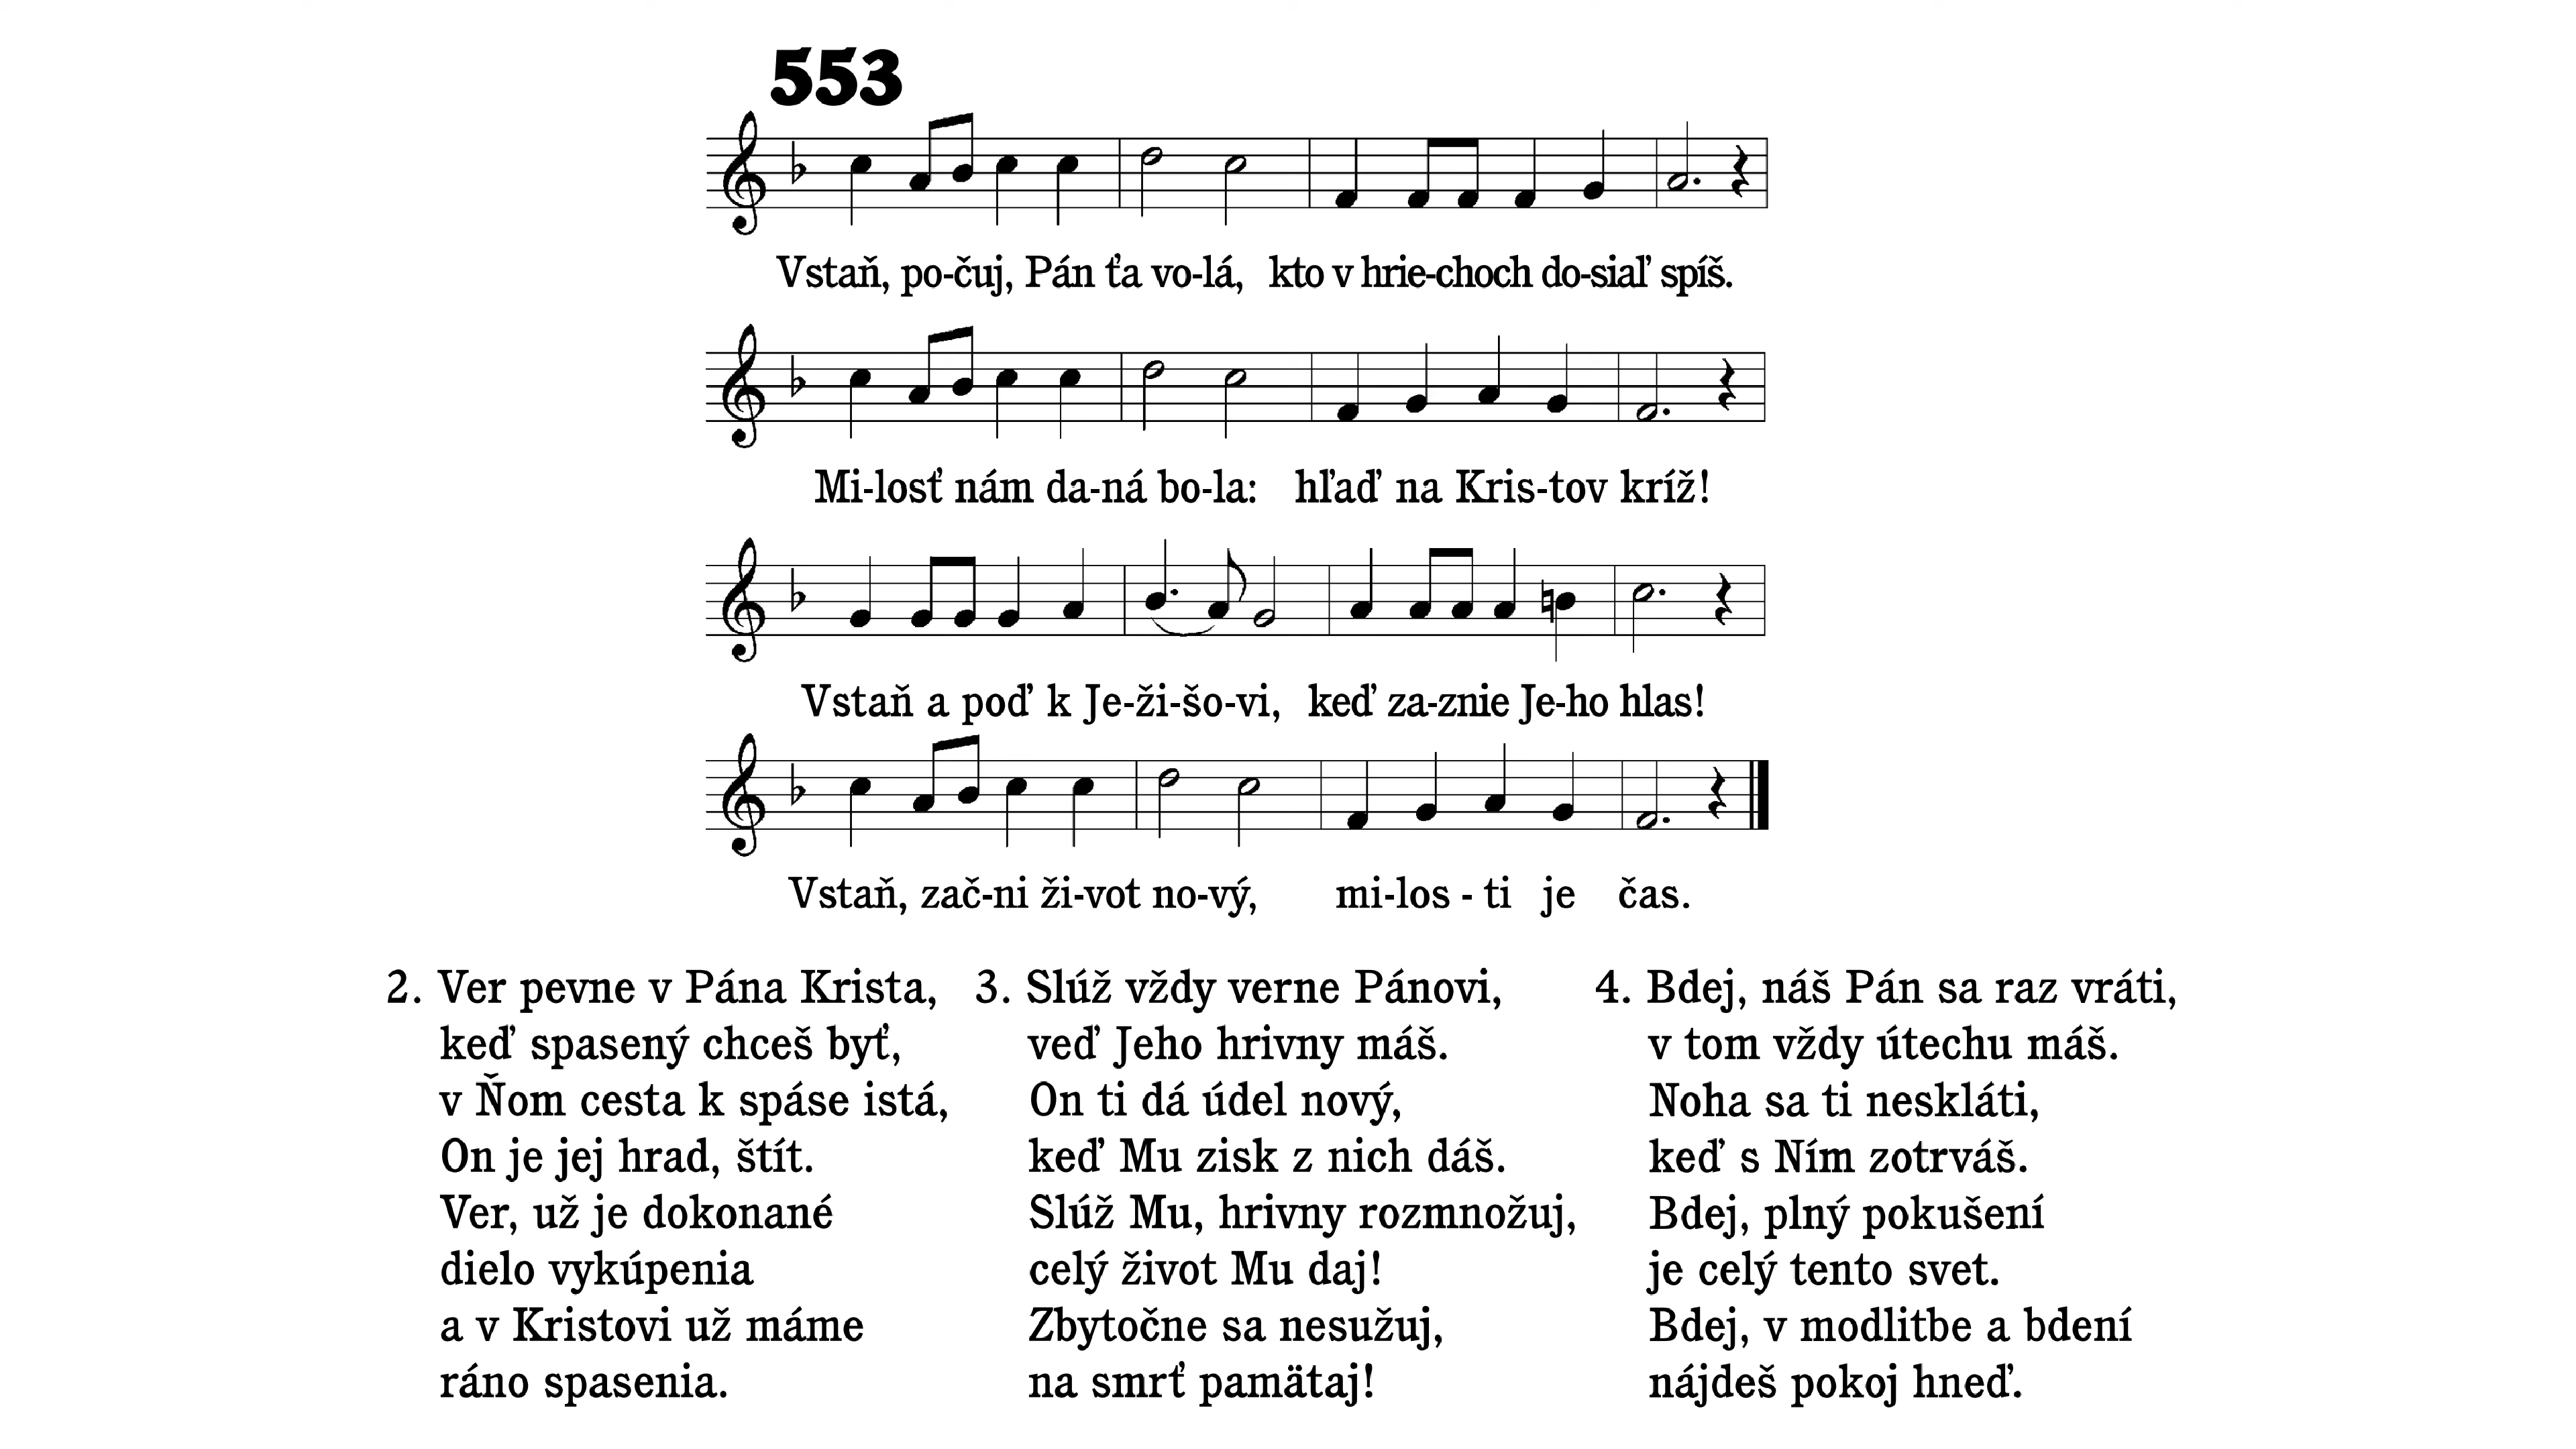 553
Vstaň, po-čuj, Pán ťa vo-lá, kto v hrie-choch do-siaľ spíš.
Mi-losť nám da-ná bo-la: hľaď na Kris-tov kríž!
Vstaň a poď k Je-ži-šo-vi, keď za-znie Je-ho hlas!
Vstaň, zač-ni ži-vot no-vý, mi-los - ti je čas.
2. Ver pevne v Pána Krista,
keď spasený chceš byť,
v Ňom cesta k spáse istá,
On je jej hrad, štít.
Ver, už je dokonané
dielo vykúpenia
a v Kristovi už máme
ráno spasenia.
3. Slúž vždy verne Pánovi,
veď Jeho hrivny máš.
On ti dá údel nový,
keď Mu zisk z nich dáš.
Slúž Mu, hrivny rozmnožuj,
celý život Mu daj!
Zbytočne sa nesužuj,
na smrť pamätaj!
4. Bdej, náš Pán sa raz vráti,
v tom vždy útechu máš.
Noha sa ti neskláti,
keď s Ním zotrváš.
Bdej, plný pokušení
je celý tento svet.
Bdej, v modlitbe a bdení
nájdeš pokoj hneď.